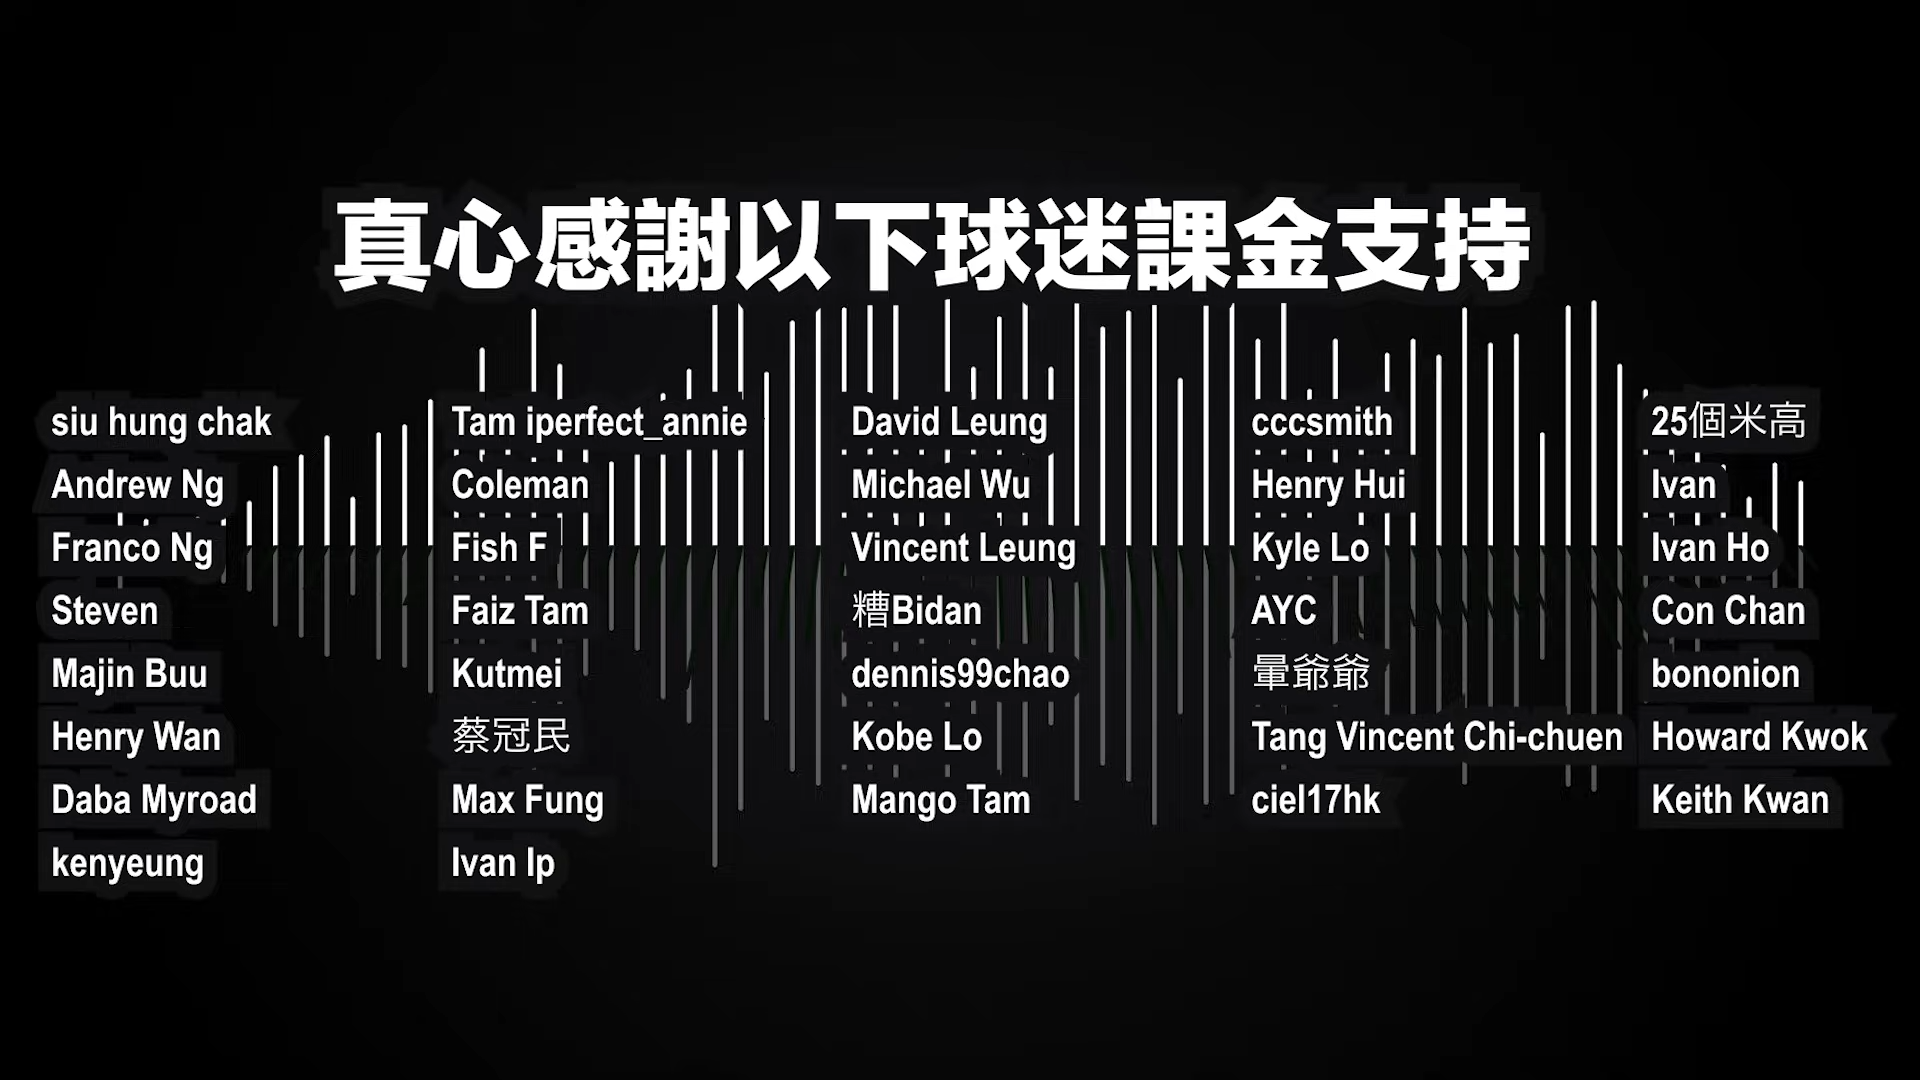 真心感謝以下球迷課金支持
siu hung chak
Andrew Ng
Franco Ng
Steven
Majin Buu
Henry Wan
Daba Myroad
kenyeung
Tam iperfect_annie
Coleman
Fish F
Faiz Tam
Kutmei
蔡冠民
Max Fung
Ivan Ip
David Leung
Michael Wu
Vincent Leung
糟Bidan
dennis99chao
Kobe Lo
Mango Tam
cccsmith
Henry Hui
Kyle Lo
AYC
暈爺爺
Tang Vincent Chi-chuen
ciel17hk
25個米高
Ivan
Ivan Ho
Con Chan
bononion
Howard Kwok
Keith Kwan